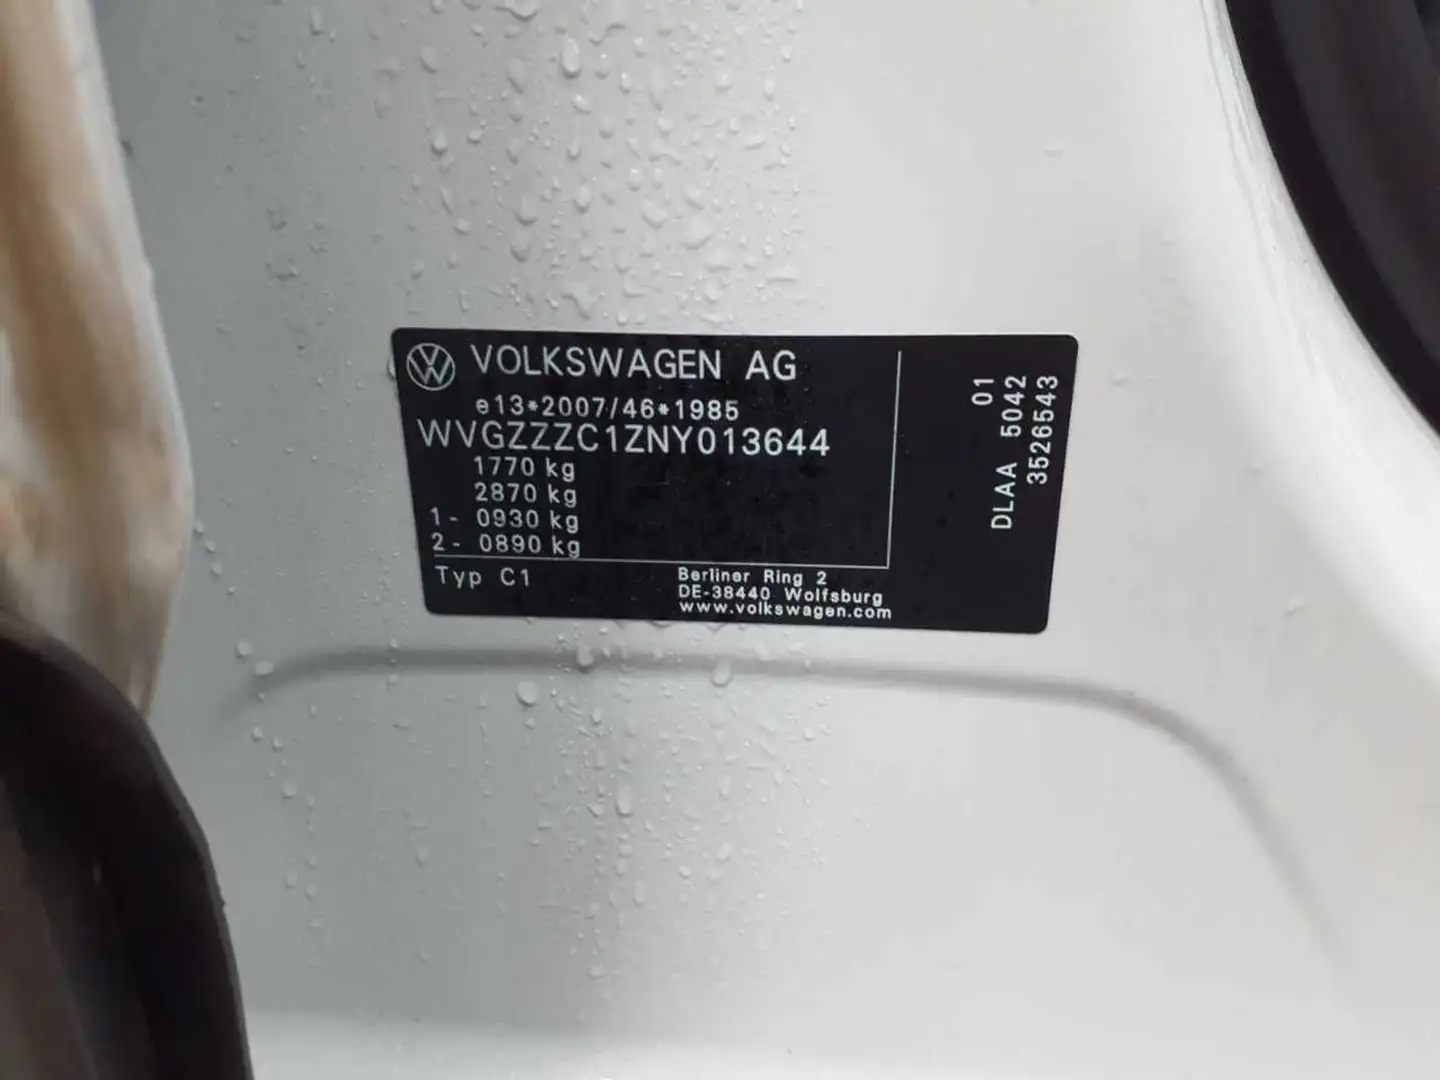 VOLKSWAGEN AG
e13*2007/46*1985
WVGZZZC1ZNY013644
1770 kg
2870 kg
1- 0930 kg
2- 0890 kg
Typ C1
Berliner Ring 2
DE-38440 Wolfsburg
www.volkswagen.com
01
DLAA 5042
3526543